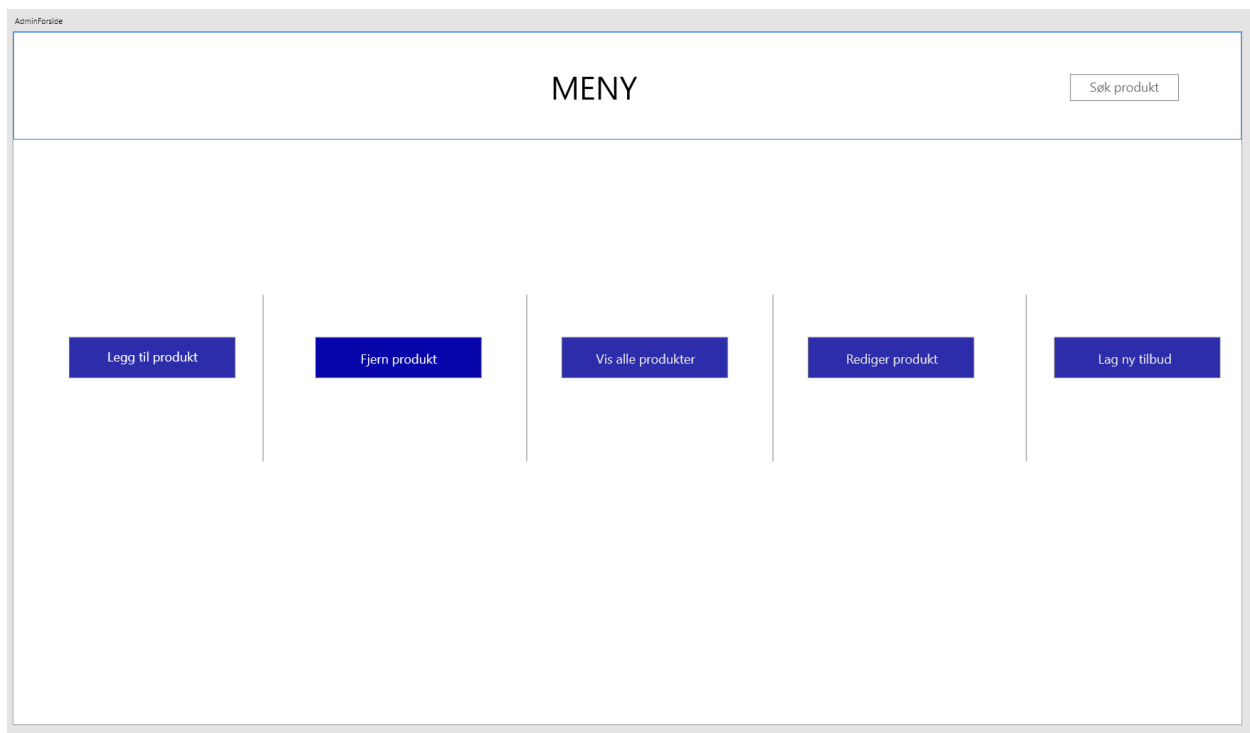 AdminForside
MENY
Søk produkt
Legg til produkt
Fjern produkt
Vis alle produkter
Rediger produkt
Lag ny tilbud